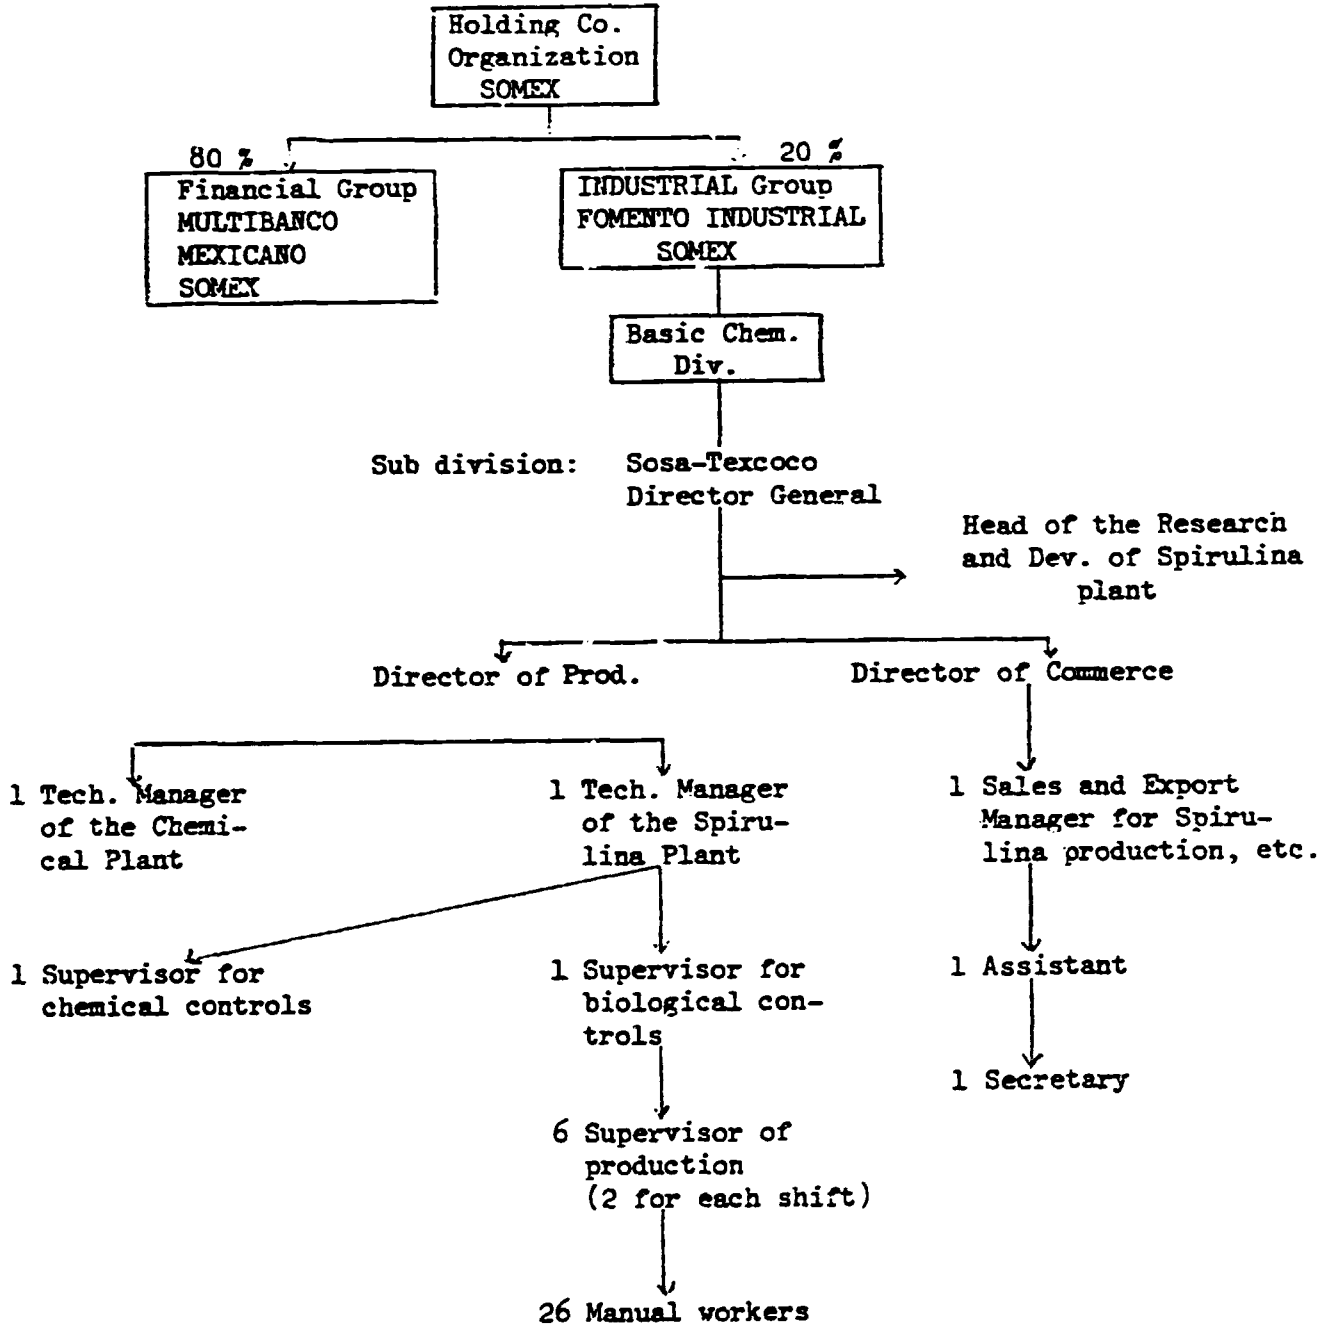 Holding Co.
Organization
SOMEX
80 %
20 %
Financial Group
MULTIBANCO
MEXICANO
SOMEX
INDUSTRIAL Group
FOMENTO INDUSTRIAL
SOMEX
Basic Chem.
Div.
Sub division: Sosa-Texcoco
Director General
Head of the Research
and Dev. of Spirulina
plant
Director of Prod.
Director of Commerce
1 Tech. Manager
of the Chemi-
cal Plant
1 Tech. Manager
of the Spiru-
lina Plant
1 Sales and Export
Manager for Spiru-
lina production, etc.
1 Supervisor for
chemical controls
1 Supervisor for
biological con-
trols
1 Assistant
1 Secretary
6 Supervisor of
production
(2 for each shift)
26 Manual workers